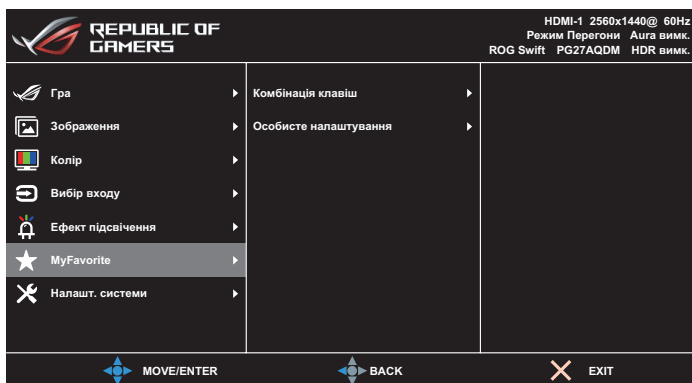 REPUBLIC OF
GAMERS
HDMI-1 2560x1440@ 60Hz
Режим Перегони Aura вимк.
ROG Swift PG27AQDM HDR вимк.
Гра
Комбінація клавіш
Зображення
Особисте налаштування
Колір
Вибір входу
Ефект підсвічення
MyFavorite
Налашт. системи
MOVE/ENTER
BACK
EXIT